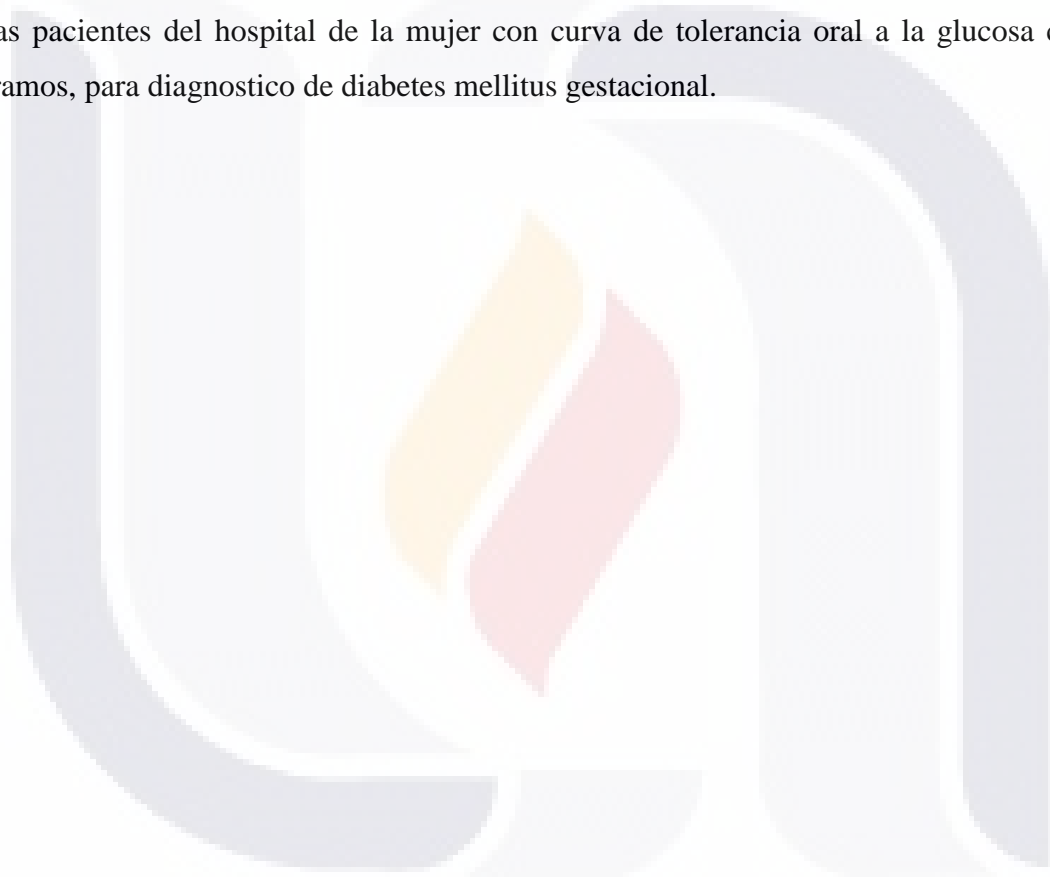 as pacientes del hospital de la mujer con curva de tolerancia oral a la glucosa
ramos, para diagnostico de diabetes mellitus gestacional.